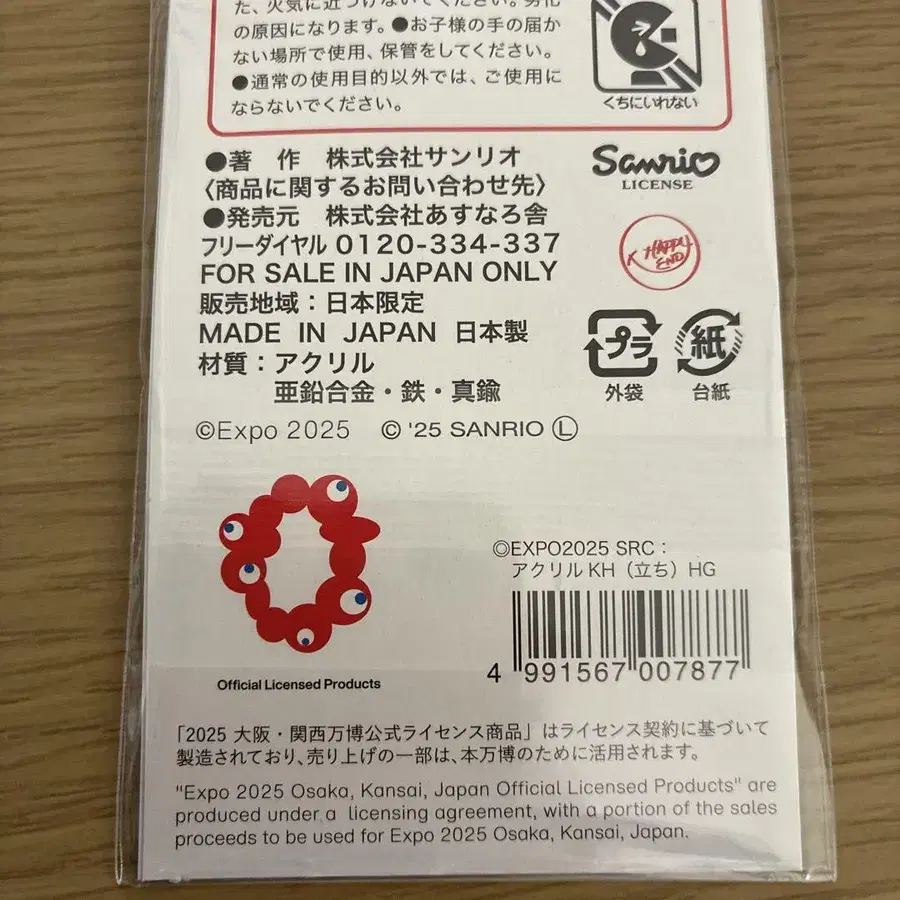 た、火気に近づけないでください。劣化
の原因になります。●お子様の手の届か
ない場所で使用、保管をしてください。
●通常の使用目的以外では、ご使用に
ならないでください。
くちにいれない
●著　作　株式会社サンリオ
〈商品に関するお問い合わせ先〉
●発売元　株式会社あすなろ舎
フリーダイヤル 0120-334-337
FOR SALE IN JAPAN ONLY
販売地域：日本限定
MADE IN JAPAN 日本製
材質：アクリル
亜鉛合金・鉄・真鍮
Sanrio
LICENSE
K HAPPY
END
プラ
外袋
紙
台紙
©Expo 2025　© '25 SANRIO Ⓛ
Official Licensed Products
©EXPO2025 SRC：
アクリルKH（立ち）HG
4 991567 007877
「2025 大阪・関西万博公式ライセンス商品」はライセンス契約に基づいて
製造されており、売り上げの一部は、本万博のために活用されます。
"Expo 2025 Osaka, Kansai, Japan Official Licensed Products" are
produced under a licensing agreement, with a portion of the sales
proceeds to be used for Expo 2025 Osaka, Kansai, Japan.